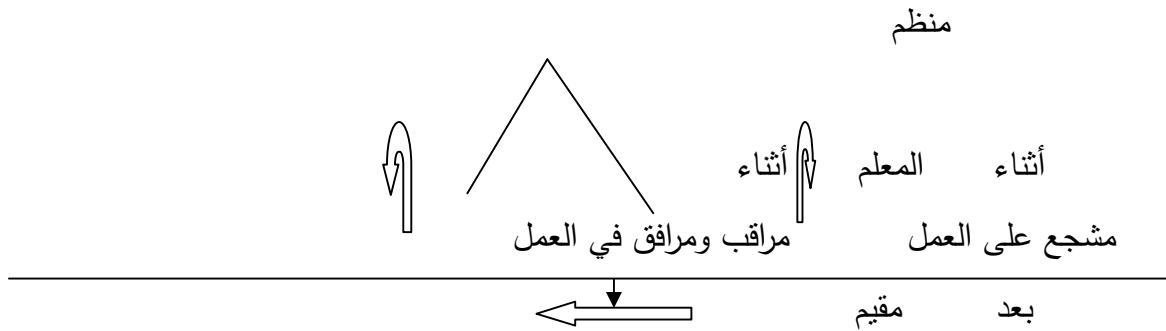 منظم
أثناء المعلم أثناء
مشجع على العمل مراقب ومرافق في العمل
بعد مقيم